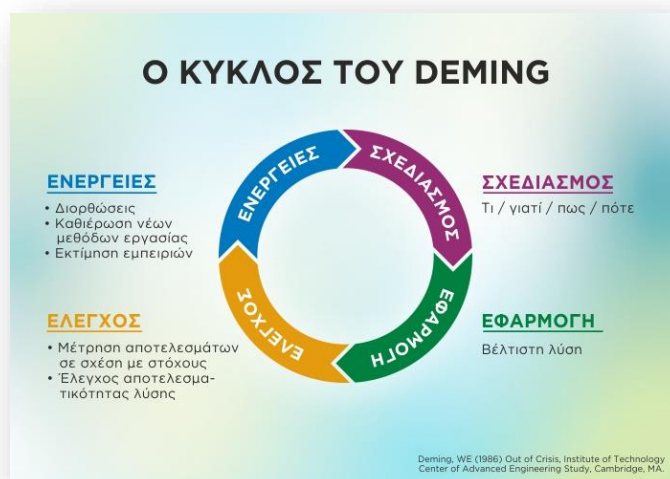 Ο ΚΥΚΛΟΣ ΤΟΥ DEMING
ΕΝΕΡΓΕΙΕΣ
• Διορθώσεις
• Καθιέρωση νέων
μεθόδων εργασίας
• Εκτίμηση εμπειριών
ΕΝΕΡΓΕΙΕΣ
ΣΧΕΔΙΑΣΜΟΣ
ΣΧΕΔΙΑΣΜΟΣ
Τι / γιατί / πως / πότε
ΕΛΕΓΧΟΣ
• Μέτρηση αποτελεσμάτων
σε σχέση με στόχους
• Έλεγχος αποτελεσμα-
τικότητας λύσης
ΕΛΕΓΧΟΣ
ΕΦΑΡΜΟΓΗ
ΕΦΑΡΜΟΓΗ
Βέλτιστη λύση
Deming, WE (1986) Out of Crisis, Institute of Technology
Center of Advanced Engineering Study, Cambridge, MA.